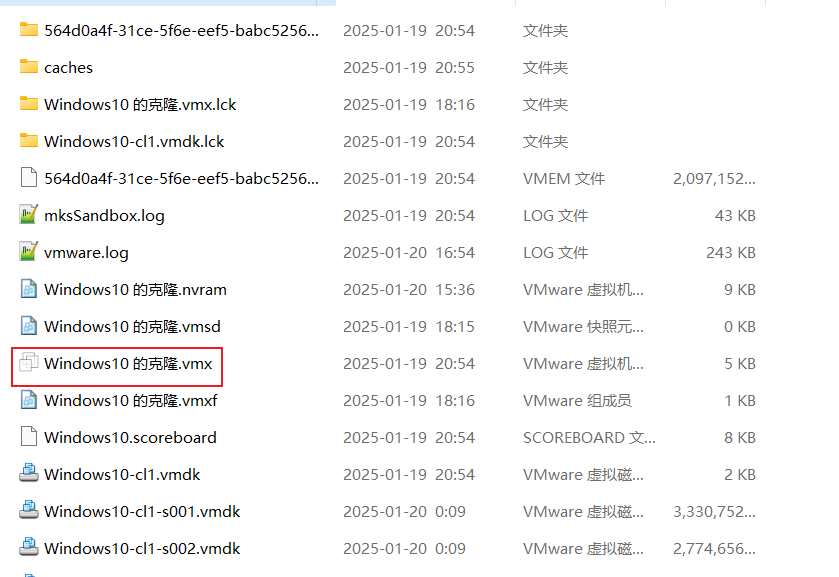 564d0a4f-31ce-5f6e-eef5-babc5256... 2025-01-19 20:54 文件夹
caches 2025-01-19 20:55 文件夹
Windows10 的克隆.vmx.lck 2025-01-19 18:16 文件夹
Windows10-cl1.vmdk.lck 2025-01-19 20:54 文件夹
564d0a4f-31ce-5f6e-eef5-babc5256... 2025-01-19 20:54 VMEM 文件 2,097,152...
mksSandbox.log 2025-01-19 20:54 LOG 文件 43 KB
vmware.log 2025-01-20 16:54 LOG 文件 243 KB
Windows10 的克隆.nvram 2025-01-20 15:36 VMware 虚拟机... 9 KB
Windows10 的克隆.vmsd 2025-01-19 18:15 VMware 快照元... 0 KB
Windows10 的克隆.vmx 2025-01-19 20:54 VMware 虚拟机... 5 KB
Windows10 的克隆.vmxf 2025-01-19 18:16 VMware 组成员 1 KB
Windows10.scoreboard 2025-01-19 20:54 SCOREBOARD 文... 8 KB
Windows10-cl1.vmdk 2025-01-19 20:54 VMware 虚拟磁... 2 KB
Windows10-cl1-s001.vmdk 2025-01-20 0:09 VMware 虚拟磁... 3,330,752...
Windows10-cl1-s002.vmdk 2025-01-20 0:09 VMware 虚拟磁... 2,774,656...